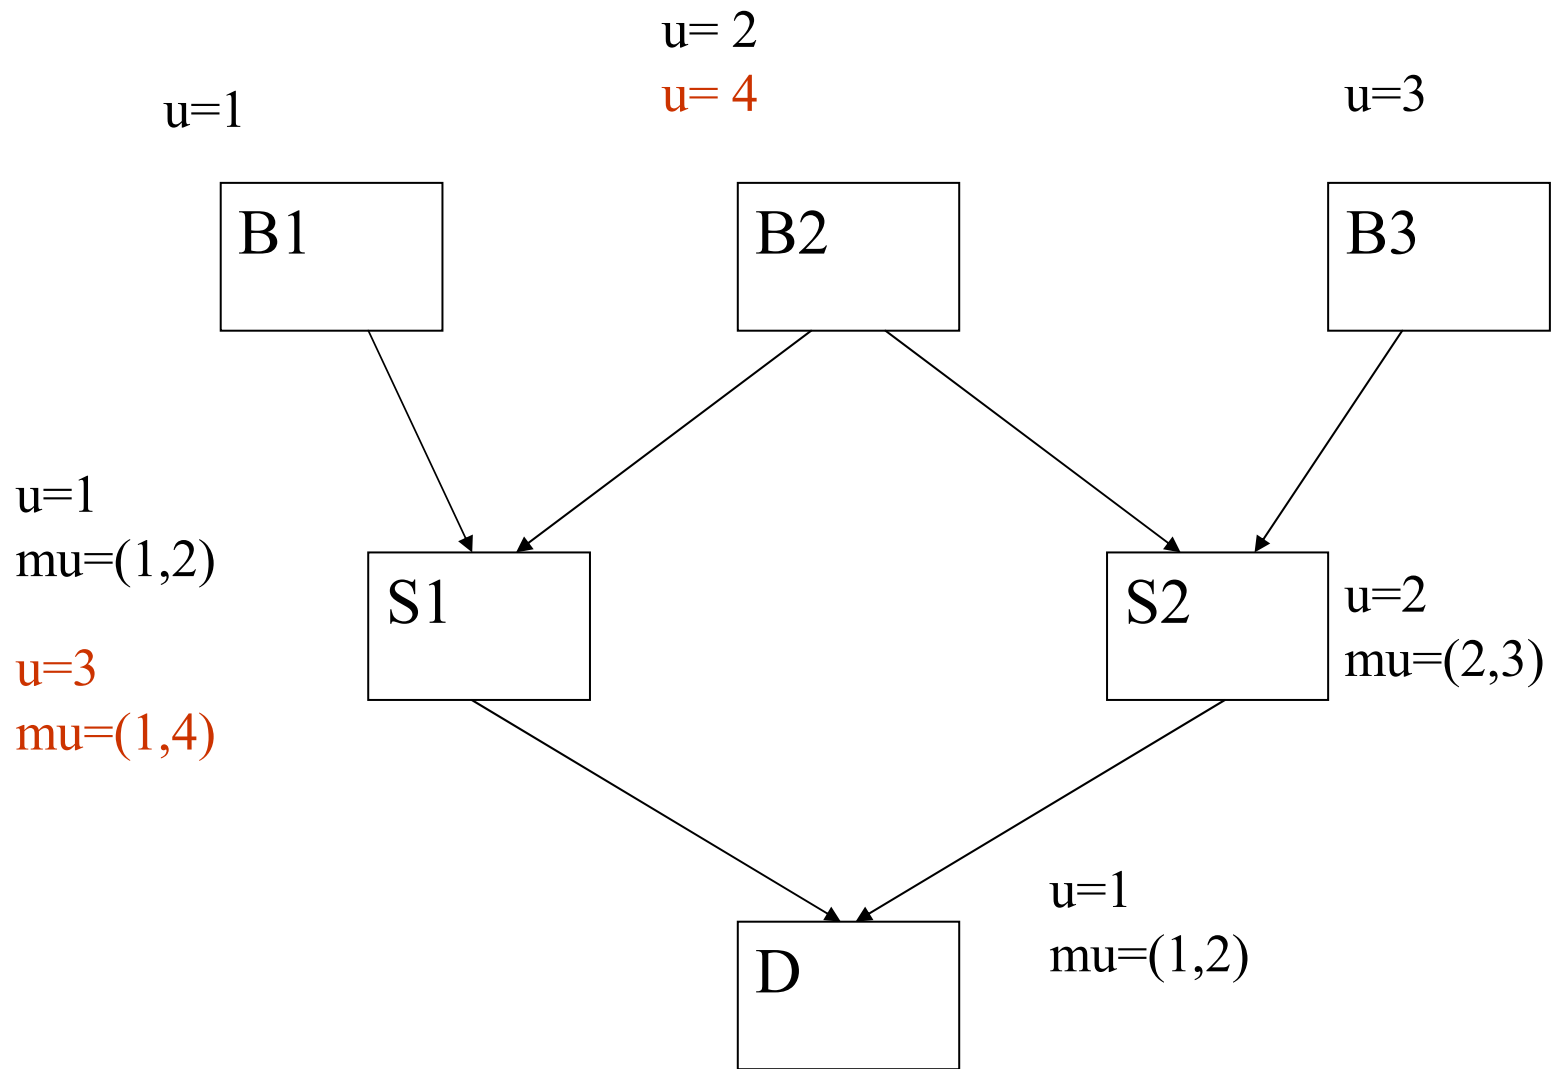 u= 2
u= 4
u=1
u=3
B1
B2
B3
u=1
mu=(1,2)
u=3
mu=(1,4)
S1
S2
u=2
mu=(2,3)
u=1
mu=(1,2)
D